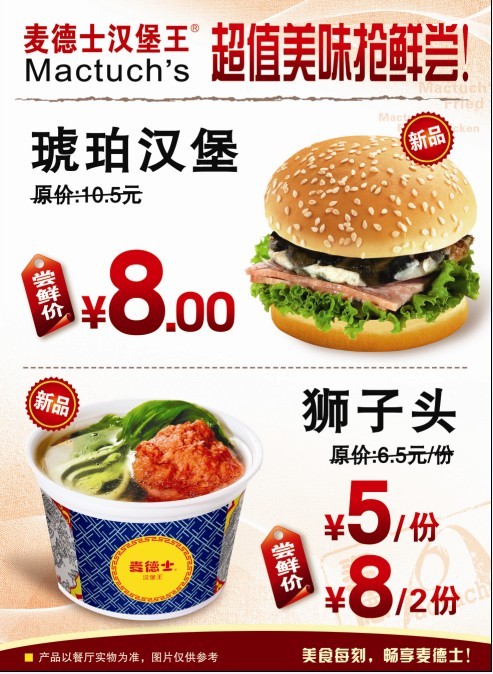 麦德士汉堡王®
Mactuch's
超值美味抢鲜尝!
Mactuch
Fried
新品
琥珀汉堡
原价:10.5元
尝鲜价
¥8.00
新品
狮子头
原价:6.5元/份
¥5/份
尝鲜价
¥8/2份
麦德士
汉堡王
产品以餐厅实物为准，图片仅供参考
美食每刻，畅享麦德士!